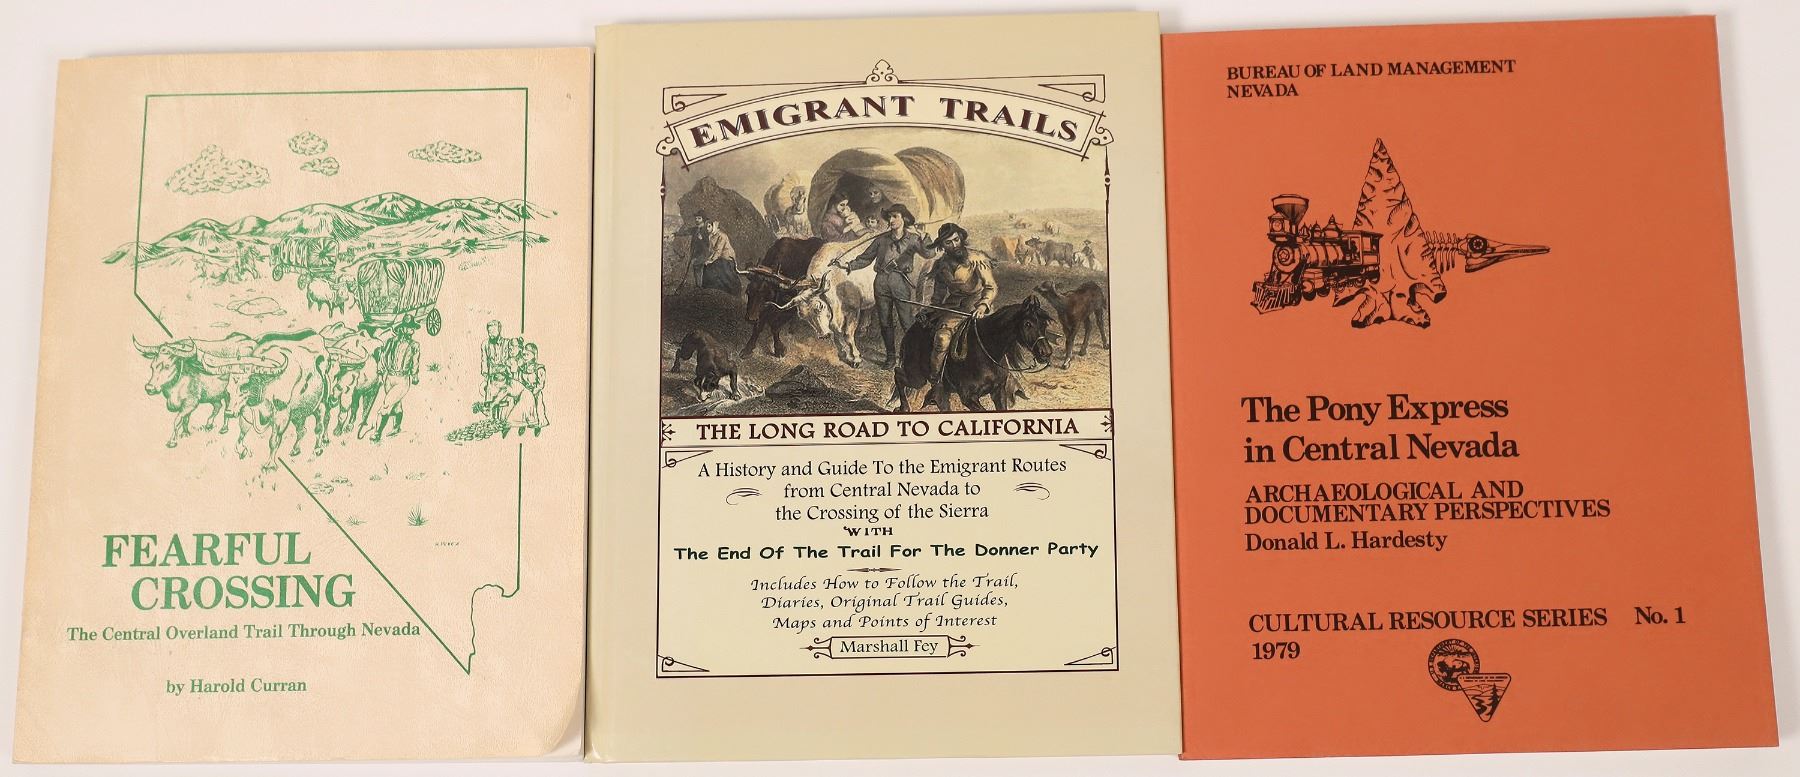 FEARFUL
CROSSING
The Central Overland Trail Through Nevada
by Harold Curran
EMIGRANT TRAILS
THE LONG ROAD TO CALIFORNIA
A History and Guide To the Emigrant Routes
from Central Nevada to
the Crossing of the Sierra
WITH
The End Of The Trail For The Donner Party
Includes How to Follow the Trail,
Diaries, Original Trail Guides,
Maps and Points of Interest
Marshall Fey
BUREAU OF LAND MANAGEMENT
NEVADA
The Pony Express
in Central Nevada
ARCHAEOLOGICAL AND
DOCUMENTARY PERSPECTIVES
Donald L. Hardesty
CULTURAL RESOURCE SERIES No. 1
1979